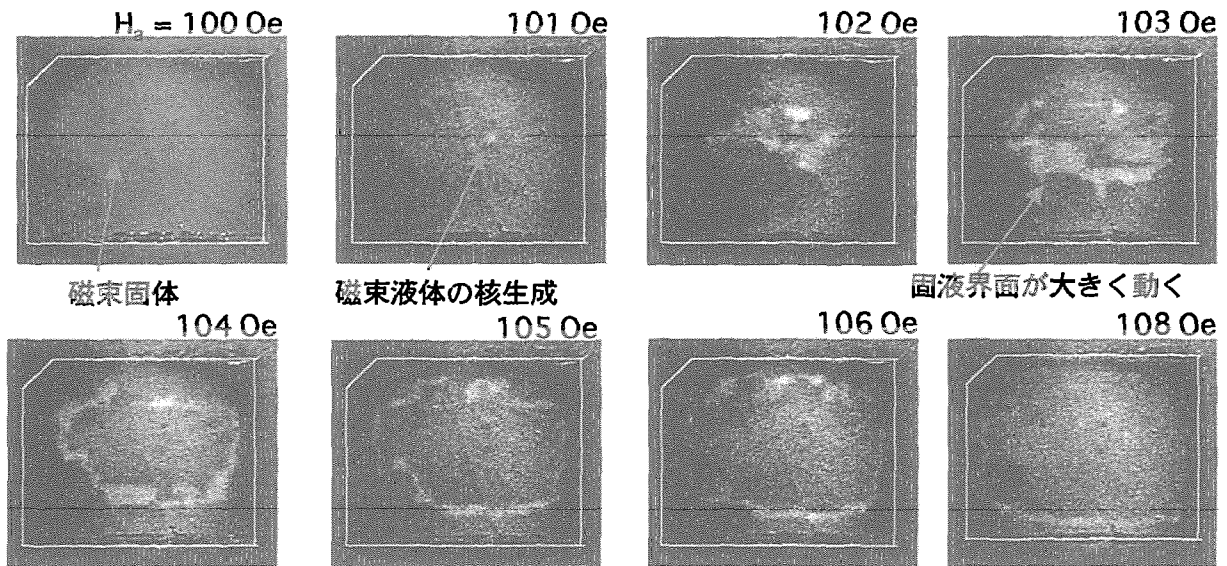 Hₐ = 100 Oe
101 Oe
102 Oe
103 Oe
磁束固体
磁束液体の核生成
固液界面が大きく動く
104 Oe
105 Oe
106 Oe
108 Oe